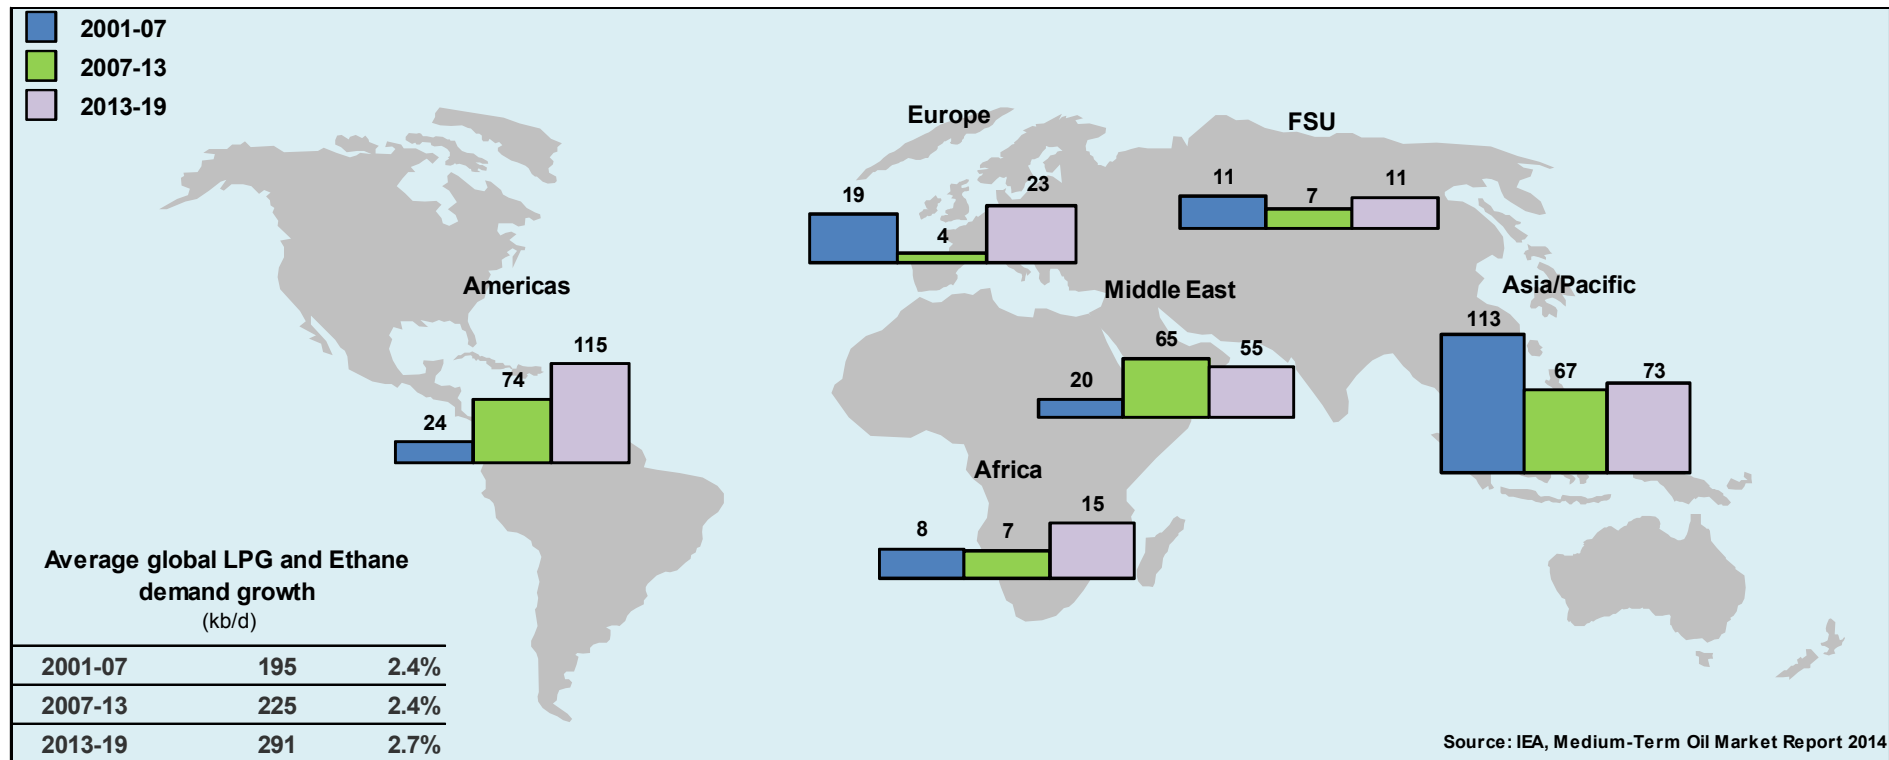 2001-07
2007-13
2013-19
Europe
19
4
23
FSU
11
7
11
Americas
24
74
115
Middle East
20
65
55
Asia/Pacific
113
67
73
Africa
8
7
15
Average global LPG and Ethane
demand growth
(kb/d)
2001-07 195 2.4%
2007-13 225 2.4%
2013-19 291 2.7%
Source: IEA, Medium-Term Oil Market Report 2014